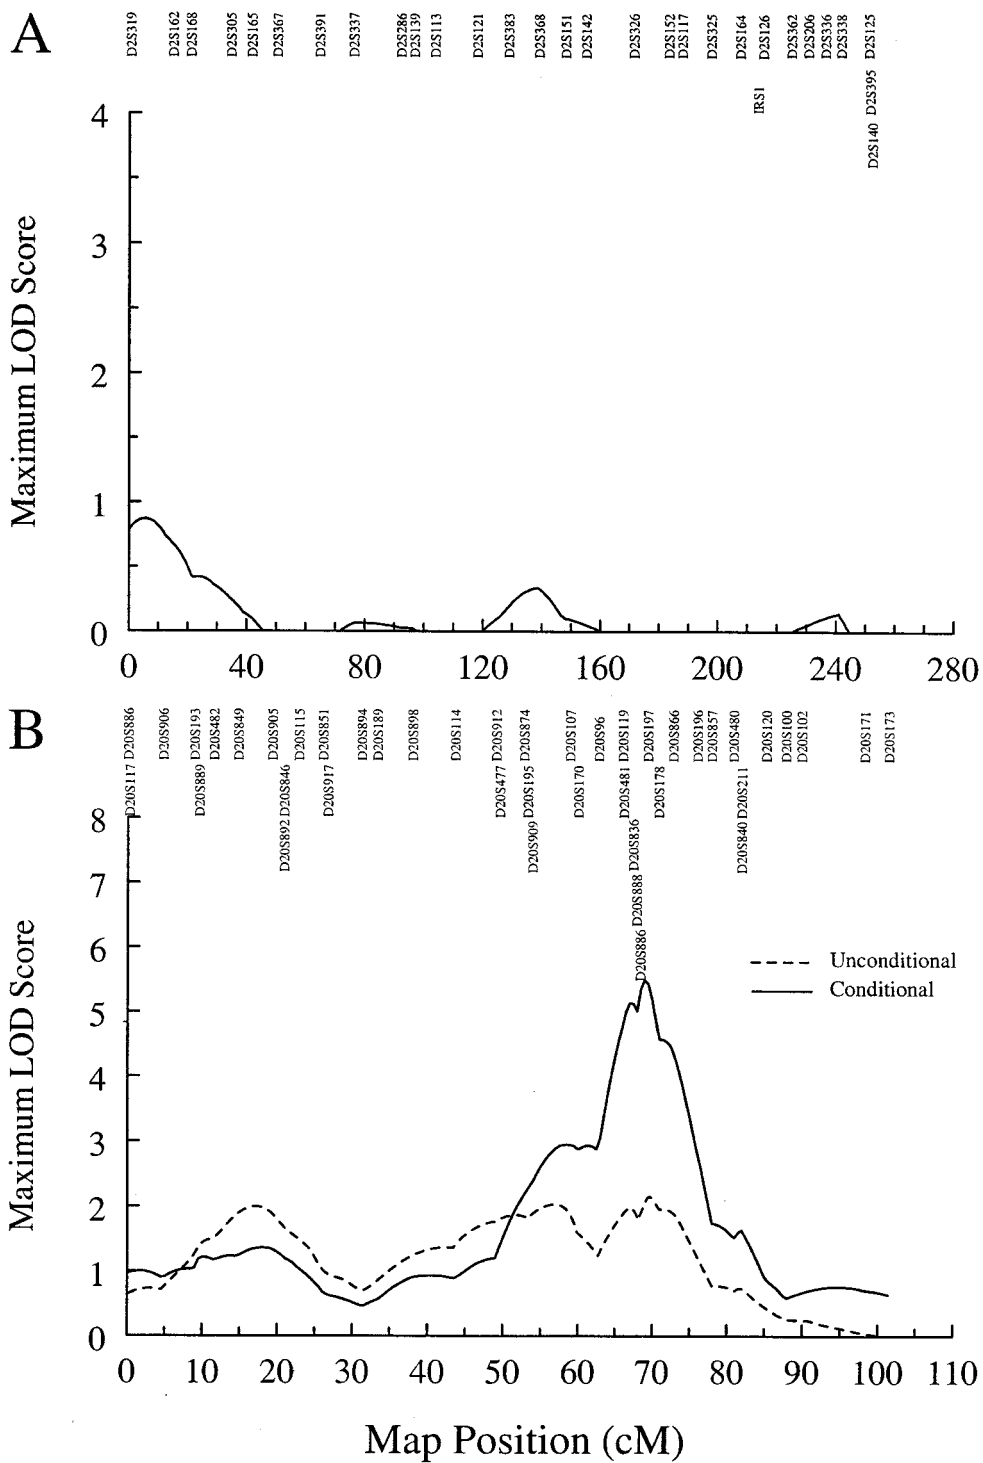 A
D2S319 D2S162 D2S168 D2S305 D2S165 D2S367 D2S391 D2S337 D2S286 D2S139 D2S113 D2S121 D2S383 D2S368 D2S151 D2S142 D2S326 D2S152 D2S117 D2S325 D2S164 D2S126 D2S362 D2S206 D2S336 D2S338 D2S125
IRS1 D2S395
D2S140
Maximum LOD Score
4
3
2
1
0
0 40 80 120 160 200 240 280
B
D20S886 D20S906 D20S193 D20S482 D20S849 D20S905 D20S115 D20S851 D20S894 D20S189 D20S898 D20S114 D20S912 D20S874 D20S107 D20S96 D20S119 D20S197 D20S866 D20S196 D20S857 D20S480 D20S120 D20S100 D20S102 D20S171 D20S173
D20S117 D20S889 D20S846 D20S917 D20S477 D20S195 D20S170 D20S481 D20S178 D20S211
D20S892 D20S909 D20S836 D20S840
D20S888
D20S886
Maximum LOD Score
8
7
6
5
4
3
2
1
0
Unconditional
Conditional
0 10 20 30 40 50 60 70 80 90 100 110
Map Position (cM)